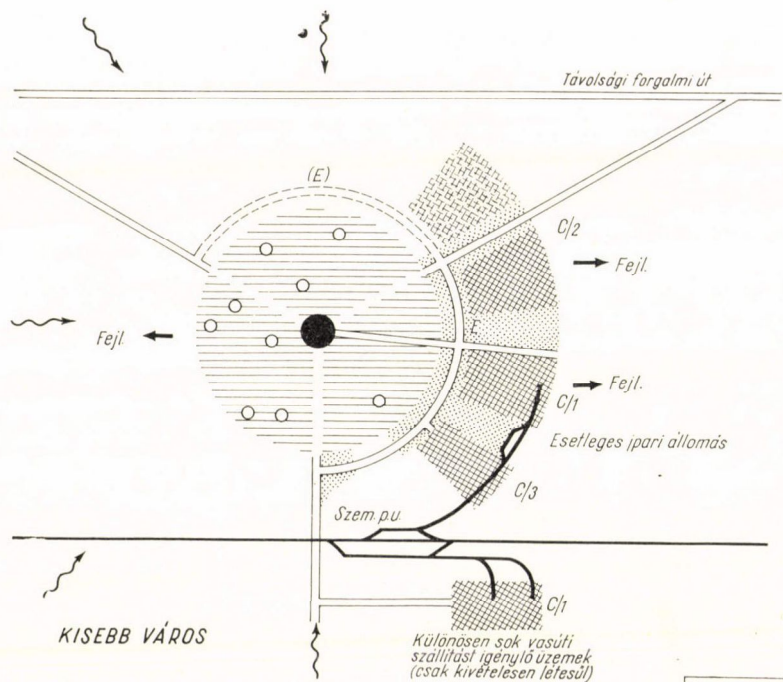 Távolsági forgalmi út
(E)
C/2
Fejl.
E
Fejl.
Fejl.
C/1
Esetleges ipari állomás
C/3
Szem. p.u.
C/1
KISEBB VÁROS
Különösen sok vasúti
szállítást igénylő üzemek
(csak kivételesen létesül)